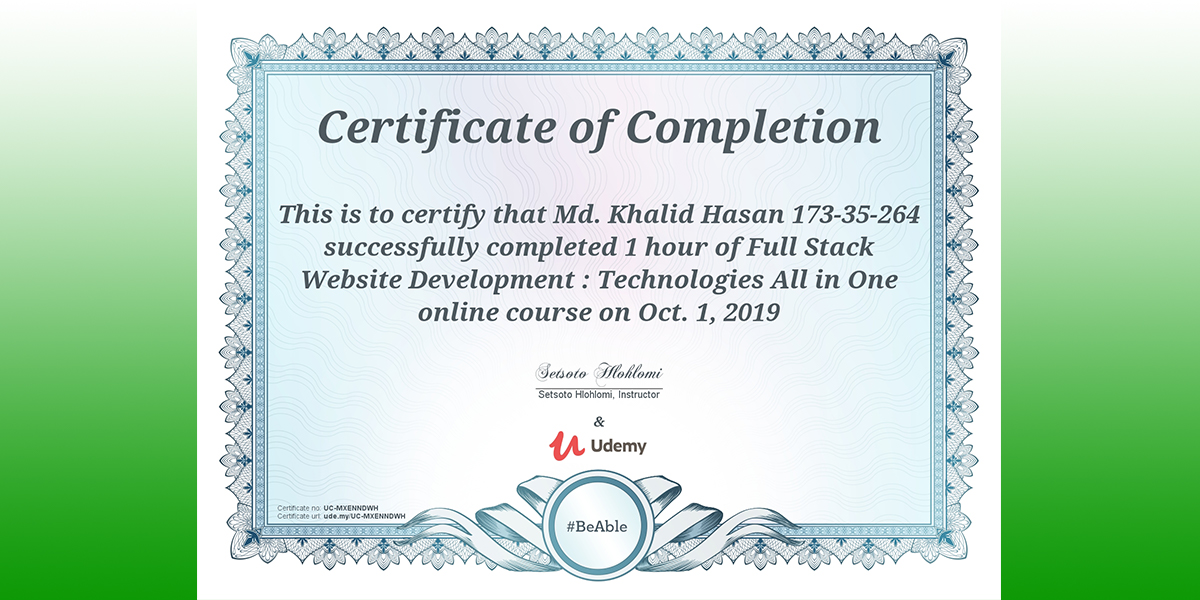 Certificate of Completion
This is to certify that Md. Khalid Hasan 173-35-264
successfully completed 1 hour of Full Stack
Website Development : Technologies All in One
online course on Oct. 1, 2019
Setsoto Hlohlomi
Setsoto Hlohlomi, Instructor
&
Udemy
#BeAble
Certificate no: UC-MXENNDWH
Certificate url: ude.my/UC-MXENNDWH